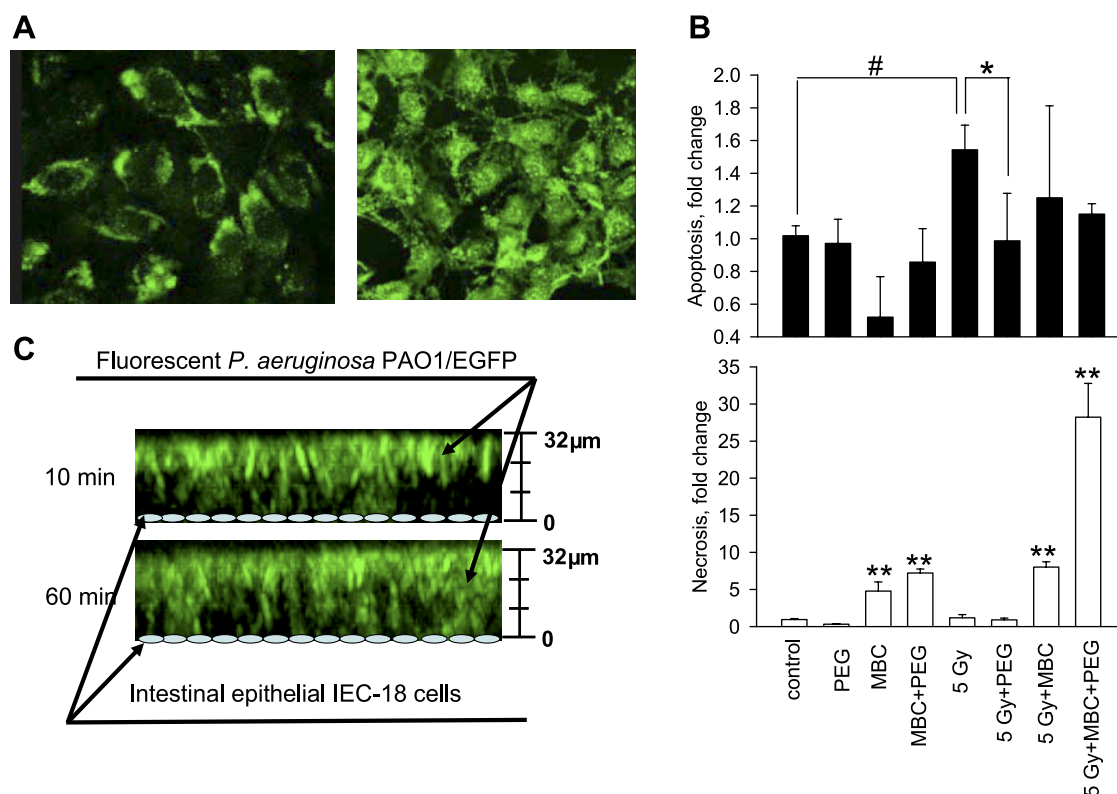 A
B
#
*
2.0
1.8
1.6
1.4
1.2
1.0
0.8
0.6
0.4
Apoptosis, fold change
35
30
25
20
15
10
5
0
Necrosis, fold change
**
**
**
**
control
PEG
MBC
MBC+PEG
5 Gy
5 Gy+PEG
5 Gy+MBC
5 Gy+MBC+PEG
C
Fluorescent P. aeruginosa PAO1/EGFP
10 min
32µm
0
60 min
32µm
0
Intestinal epithelial IEC-18 cells